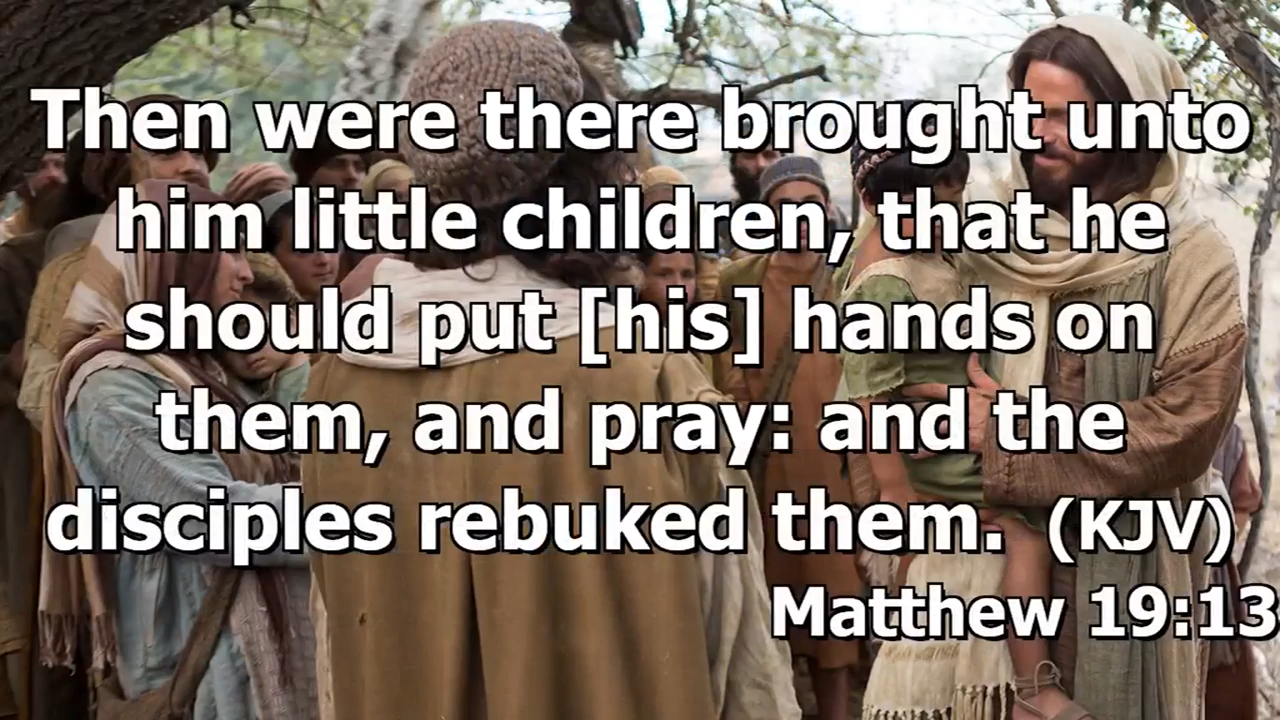 Then were there brought unto
him little children, that he
should put [his] hands on
them, and pray: and the
disciples rebuked them. (KJV)
Matthew 19:13